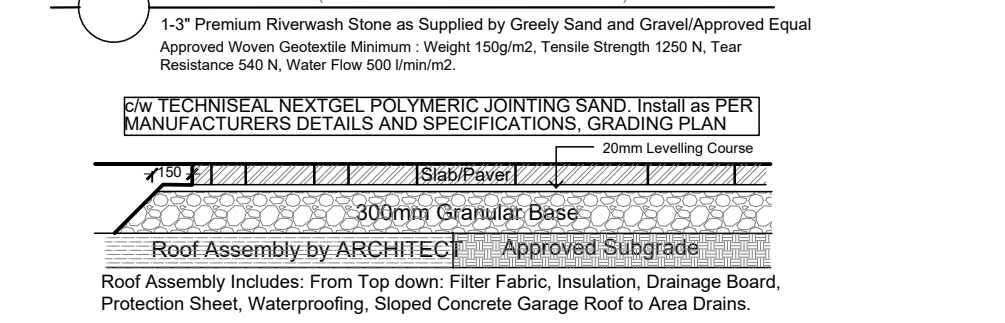 1-3" Premium Riverwash Stone as Supplied by Greely Sand and Gravel/Approved Equal
Approved Woven Geotextile Minimum : Weight 150g/m2, Tensile Strength 1250 N, Tear
Resistance 540 N, Water Flow 500 l/min/m2.
c/w TECHNISEAL NEXTGEL POLYMERIC JOINTING SAND. Install as PER
MANUFACTURERS DETAILS AND SPECIFICATIONS, GRADING PLAN
20mm Levelling Course
150
Slab/Paver
300mm Granular Base
Roof Assembly by ARCHITECT
Approved Subgrade
Roof Assembly Includes: From Top down: Filter Fabric, Insulation, Drainage Board,
Protection Sheet, Waterproofing, Sloped Concrete Garage Roof to Area Drains.